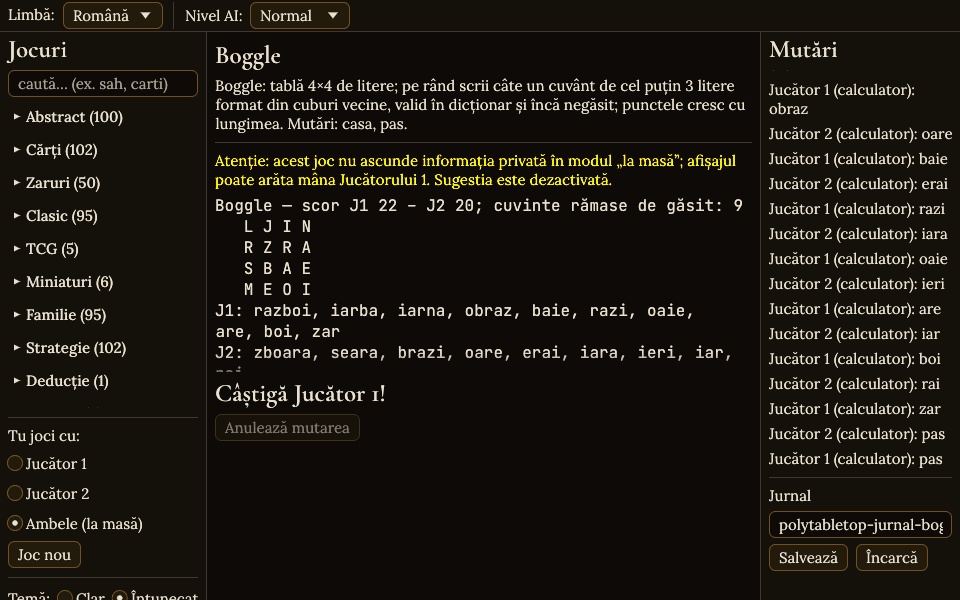 Limbă: Română Nivel AI: Normal
Jocuri
caută... (ex. sah, carti)
Abstract (100)
Cărți (102)
Zaruri (50)
Clasic (95)
TCG (5)
Miniaturi (6)
Familie (95)
Strategie (102)
Deducție (1)
Tu joci cu:
Jucător 1
Jucător 2
Ambele (la masă)
Joc nou
Temă: Clar Întunecat
Boggle
Boggle: tablă 4×4 de litere; pe rând scrii câte un cuvânt de cel puțin 3 litere
format din cuburi vecine, valid în dicționar și încă negăsit; punctele cresc cu
lungimea. Mutări: casa, pas.
Atenție: acest joc nu ascunde informația privată în modul „la masă”; afișajul
poate arăta mâna Jucătorului 1. Sugestia este dezactivată.
Boggle — scor J1 22 – J2 20; cuvinte rămase de găsit: 9
L J I N
R Z R A
S B A E
M E O I
J1: razboi, iarba, iarna, obraz, baie, razi, oaie,
are, boi, zar
J2: zboara, seara, brazi, oare, erai, iara, ieri, iar,
Câștigă Jucător 1!
Anulează mutarea
Mutări
Jucător 1 (calculator):
obraz
Jucător 2 (calculator): oare
Jucător 1 (calculator): baie
Jucător 2 (calculator): erai
Jucător 1 (calculator): razi
Jucător 2 (calculator): iara
Jucător 1 (calculator): oaie
Jucător 2 (calculator): ieri
Jucător 1 (calculator): are
Jucător 2 (calculator): iar
Jucător 1 (calculator): boi
Jucător 2 (calculator): rai
Jucător 1 (calculator): zar
Jucător 2 (calculator): pas
Jucător 1 (calculator): pas
Jurnal
polytabletop-jurnal-bog
Salvează Încarcă